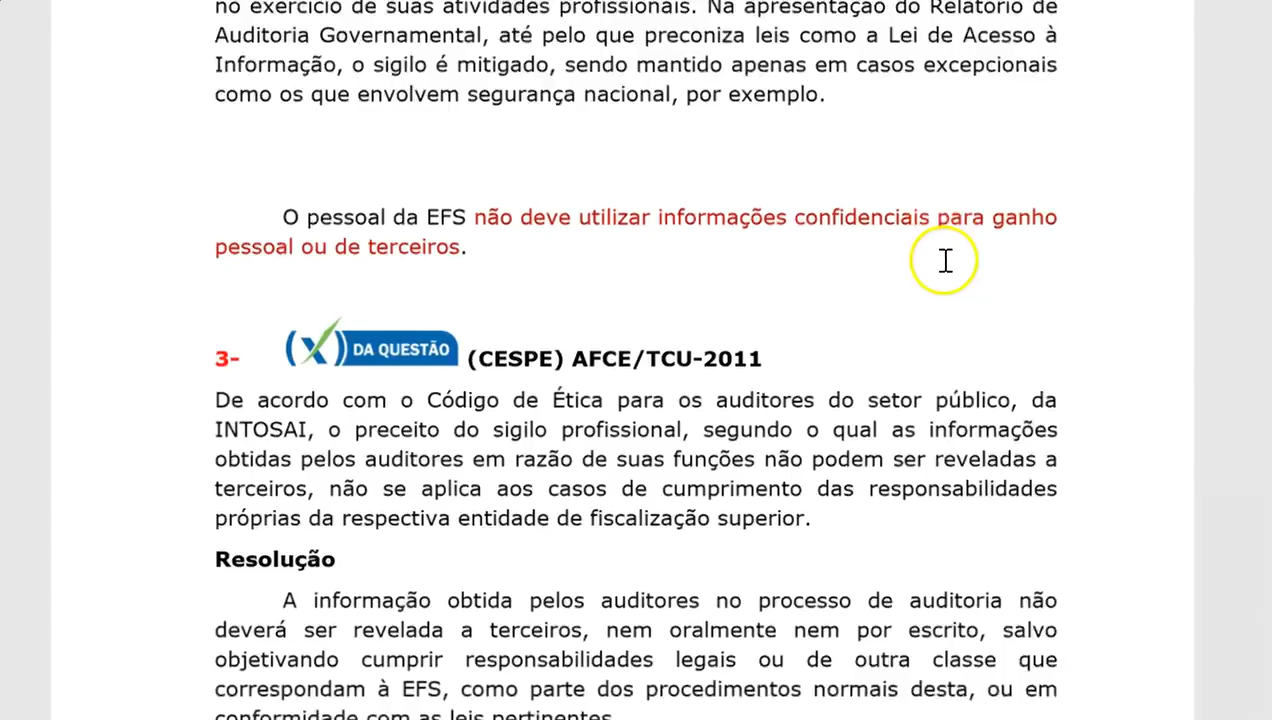 no exercício de suas atividades profissionais. Na apresentação do Relatório de
Auditoria Governamental, até pelo que preconiza leis como a Lei de Acesso à
Informação, o sigilo é mitigado, sendo mantido apenas em casos excepcionais
como os que envolvem segurança nacional, por exemplo.
O pessoal da EFS não deve utilizar informações confidenciais para ganho
pessoal ou de terceiros.
3- (X) DA QUESTÃO (CESPE) AFCE/TCU-2011
De acordo com o Código de Ética para os auditores do setor público, da
INTOSAI, o preceito do sigilo profissional, segundo o qual as informações
obtidas pelos auditores em razão de suas funções não podem ser reveladas a
terceiros, não se aplica aos casos de cumprimento das responsabilidades
próprias da respectiva entidade de fiscalização superior.
Resolução
A informação obtida pelos auditores no processo de auditoria não
deverá ser revelada a terceiros, nem oralmente nem por escrito, salvo
objetivando cumprir responsabilidades legais ou de outra classe que
correspondam à EFS, como parte dos procedimentos normais desta, ou em
conformidade com as leis pertinentes.